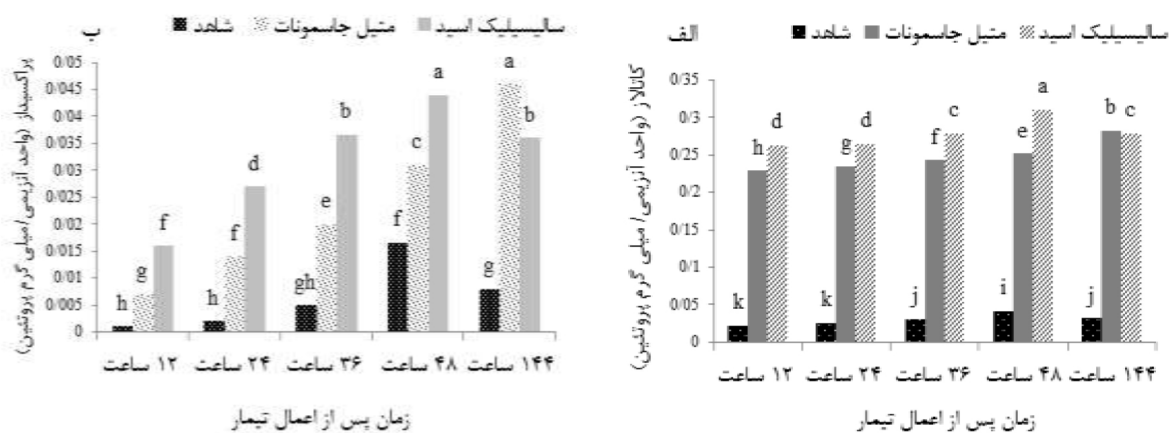 الف
سالیسیلیک اسید متیل جاسمونات شاهد
کاتالاز (واحد آنزیمی/ میلی گرم پروتئین)
0/35
0/3
0/25
0/2
0/1
0/05
0
k h d
k g d
j f c
i e a
j b c
۱۲ ساعت ۲۴ ساعت ۳۶ ساعت ۴۸ ساعت ۱۴۴ ساعت
زمان پس از اعمال تیمار
ب
سالیسیلیک اسید متیل جاسمونات شاهد
پراکسیداز (واحد آنزیمی/میلی گرم پروتئین)
0/05
0/045
0/04
0/035
0/03
0/025
0/02
0/015
0/01
0/005
0
h g f
h f d
gh e b
f c a
g a b
۱۲ ساعت ۲۴ ساعت ۳۶ ساعت ۴۸ ساعت ۱۴۴ ساعت
زمان پس از اعمال تیمار